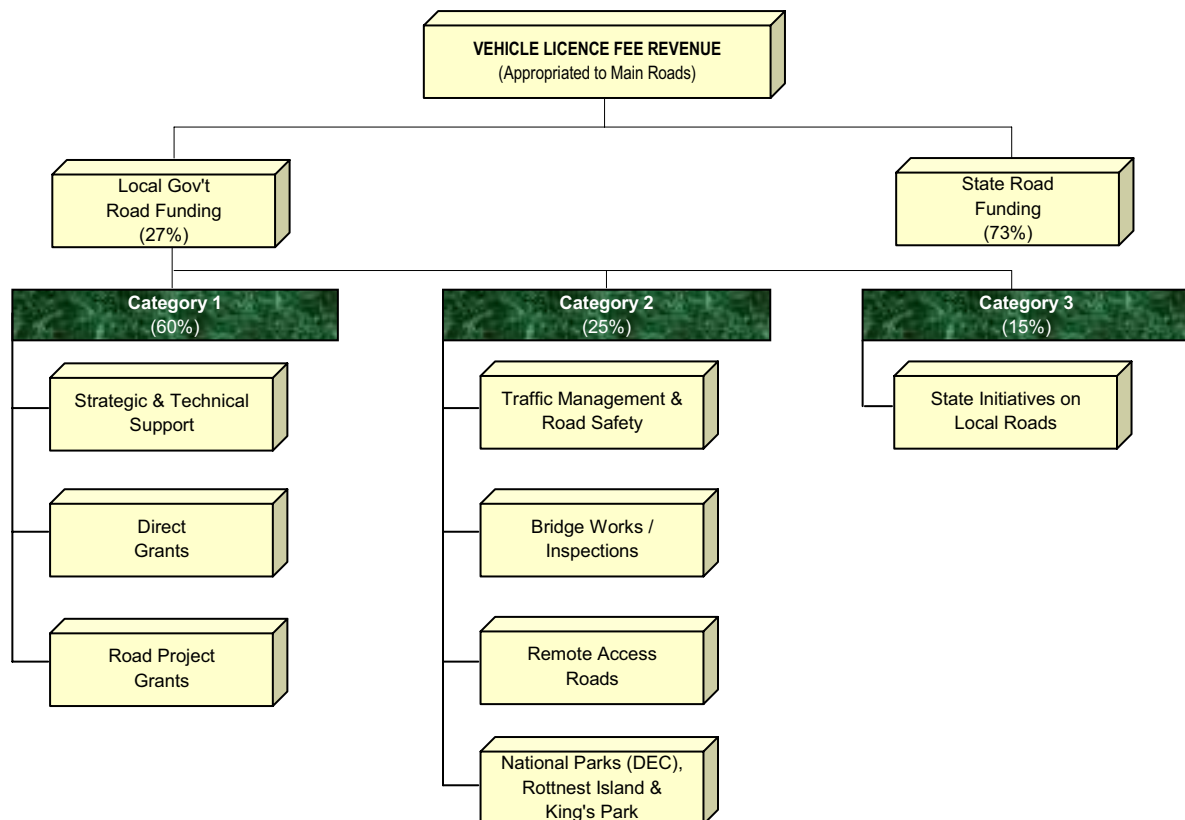 VEHICLE LICENCE FEE REVENUE
(Appropriated to Main Roads)
Local Gov't
Road Funding
(27%)
State Road
Funding
(73%)
Category 1
(60%)
Category 2
(25%)
Category 3
(15%)
Strategic & Technical
Support
Traffic Management &
Road Safety
State Initiatives on
Local Roads
Direct
Grants
Bridge Works /
Inspections
Road Project
Grants
Remote Access
Roads
National Parks (DEC),
Rottnest Island &
King's Park